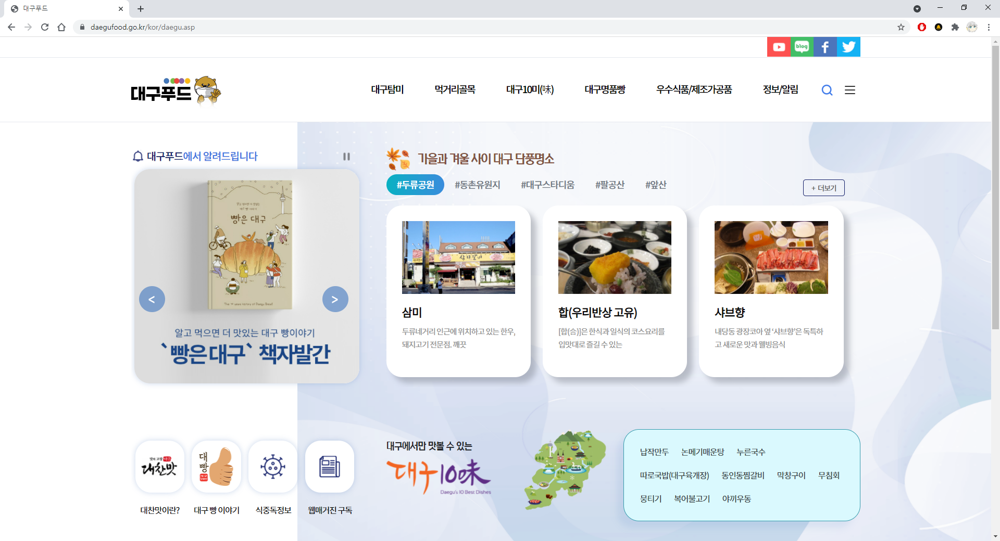 대구푸드
daegufood.go.kr/kor/daegu.asp
blog
대구푸드
대구탐미
먹거리골목
대구10미(味)
대구명품빵
우수식품/제조가공품
정보/알림
대구푸드에서 알려드립니다
빵은 대구
The 70 years history of Daegu Bread
<
>
알고 먹으면 더 맛있는 대구 빵이야기
`빵은대구` 책자발간
가을과 겨울 사이 대구 단풍명소
#두류공원
#동촌유원지
#대구스타디움
#팔공산
#앞산
+ 더보기
삼미갈비
삼미
두류네거리 인근에 위치하고 있는 한우,
돼지고기 전문점. 깨끗
합(우리반상 고유)
[합(合)]은 한식과 일식의 코스요리를
입맛대로 즐길 수 있는
샤브향
내당동 광장코아 옆 ‘샤브향’은 독특하
고 새로운 맛과 웰빙음식
맛의 고장 대구
대찬맛
대찬맛이란?
대빵
대구 빵 이야기
식중독정보
웹매거진 구독
대구에서만 맛볼 수 있는
대구10味
Daegu's 10 Best Dishes
납작만두 논메기매운탕 누른국수
따로국밥(대구육개장) 동인동찜갈비 막창구이 무침회
뭉티기 복어불고기 야끼우동